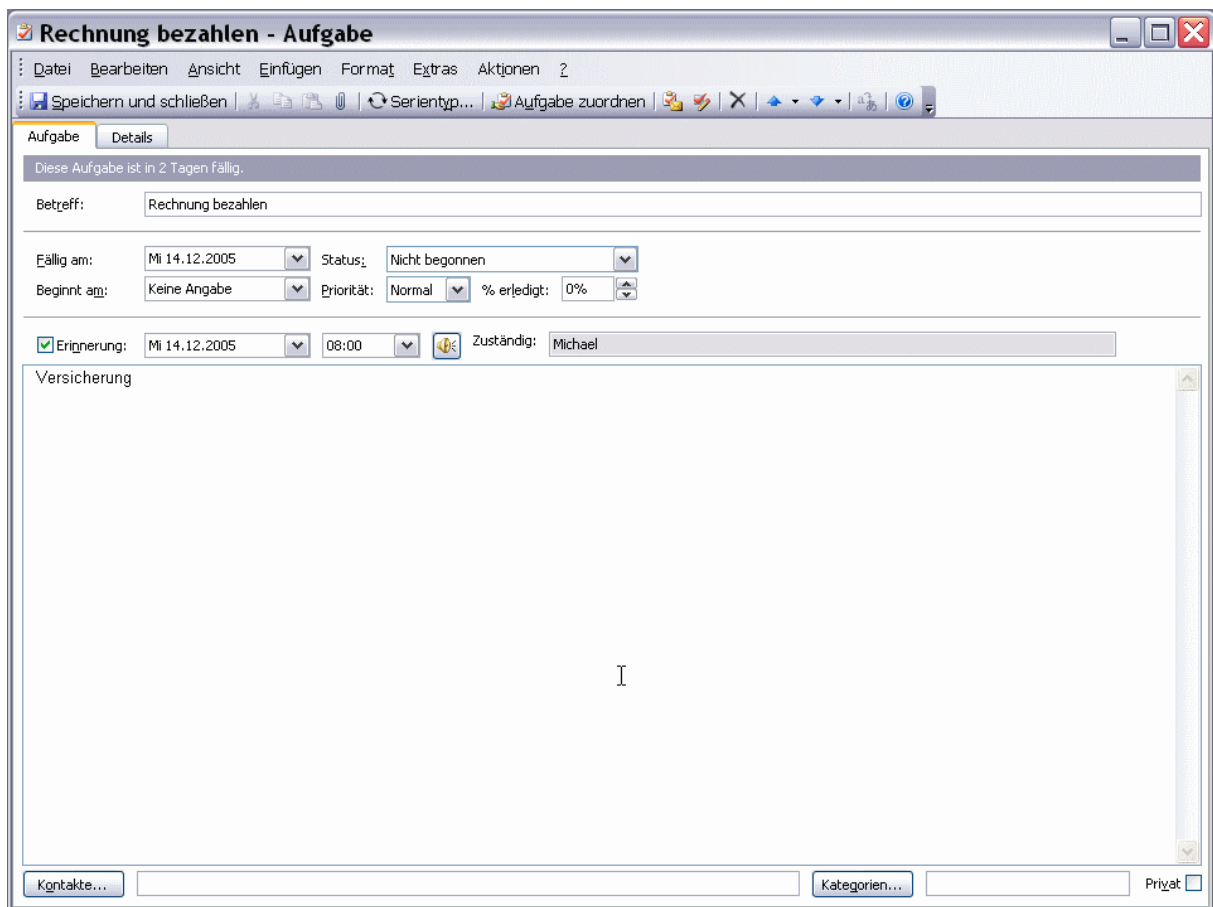 Rechnung bezahlen - Aufgabe
Datei Bearbeiten Ansicht Einfügen Format Extras Aktionen ?
Speichern und schließen Serientyp... Aufgabe zuordnen
Aufgabe Details
Diese Aufgabe ist in 2 Tagen fällig.
Betreff: Rechnung bezahlen
Fällig am: Mi 14.12.2005 Status: Nicht begonnen
Beginnt am: Keine Angabe Priorität: Normal % erledigt: 0%
Erinnerung: Mi 14.12.2005 08:00 Zuständig: Michael
Versicherung
Kontakte... Kategorien... Privat